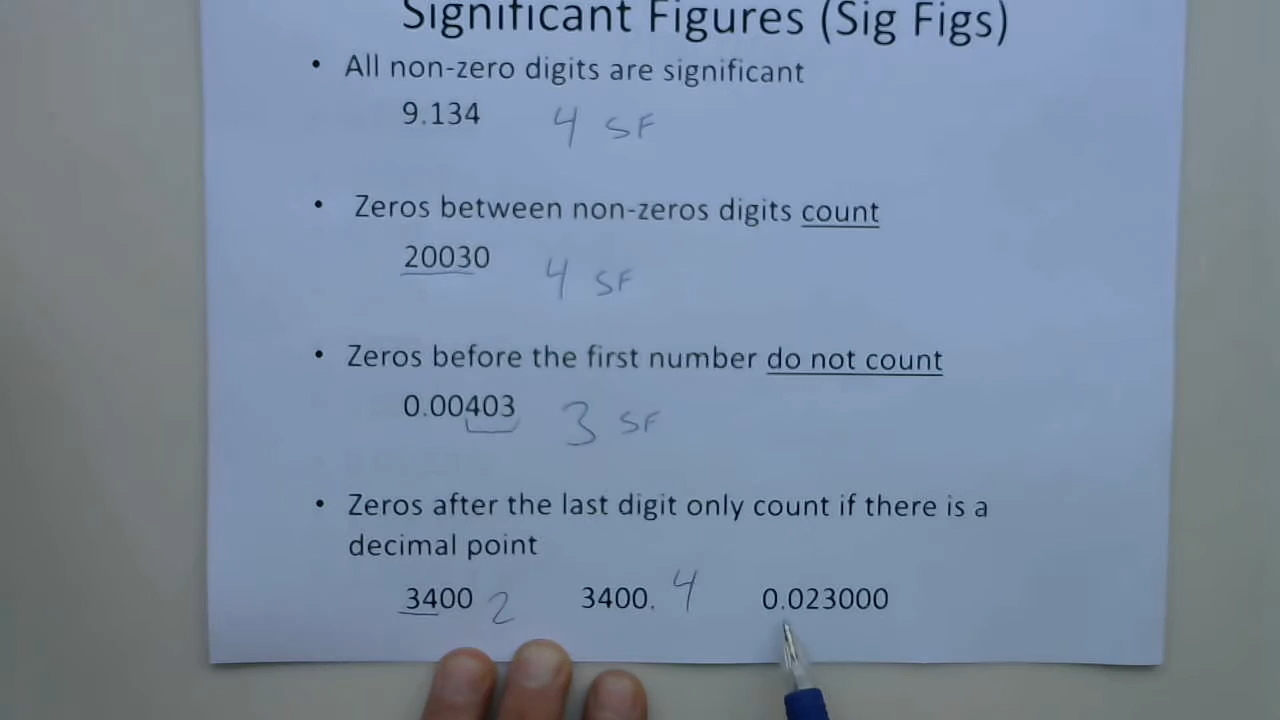 Significant Figures (Sig Figs)
• All non-zero digits are significant
9.134 4 SF
• Zeros between non-zeros digits count
20030 4 SF
• Zeros before the first number do not count
0.00403 3 SF
• Zeros after the last digit only count if there is a
decimal point
3400 2 3400. 4 0.023000